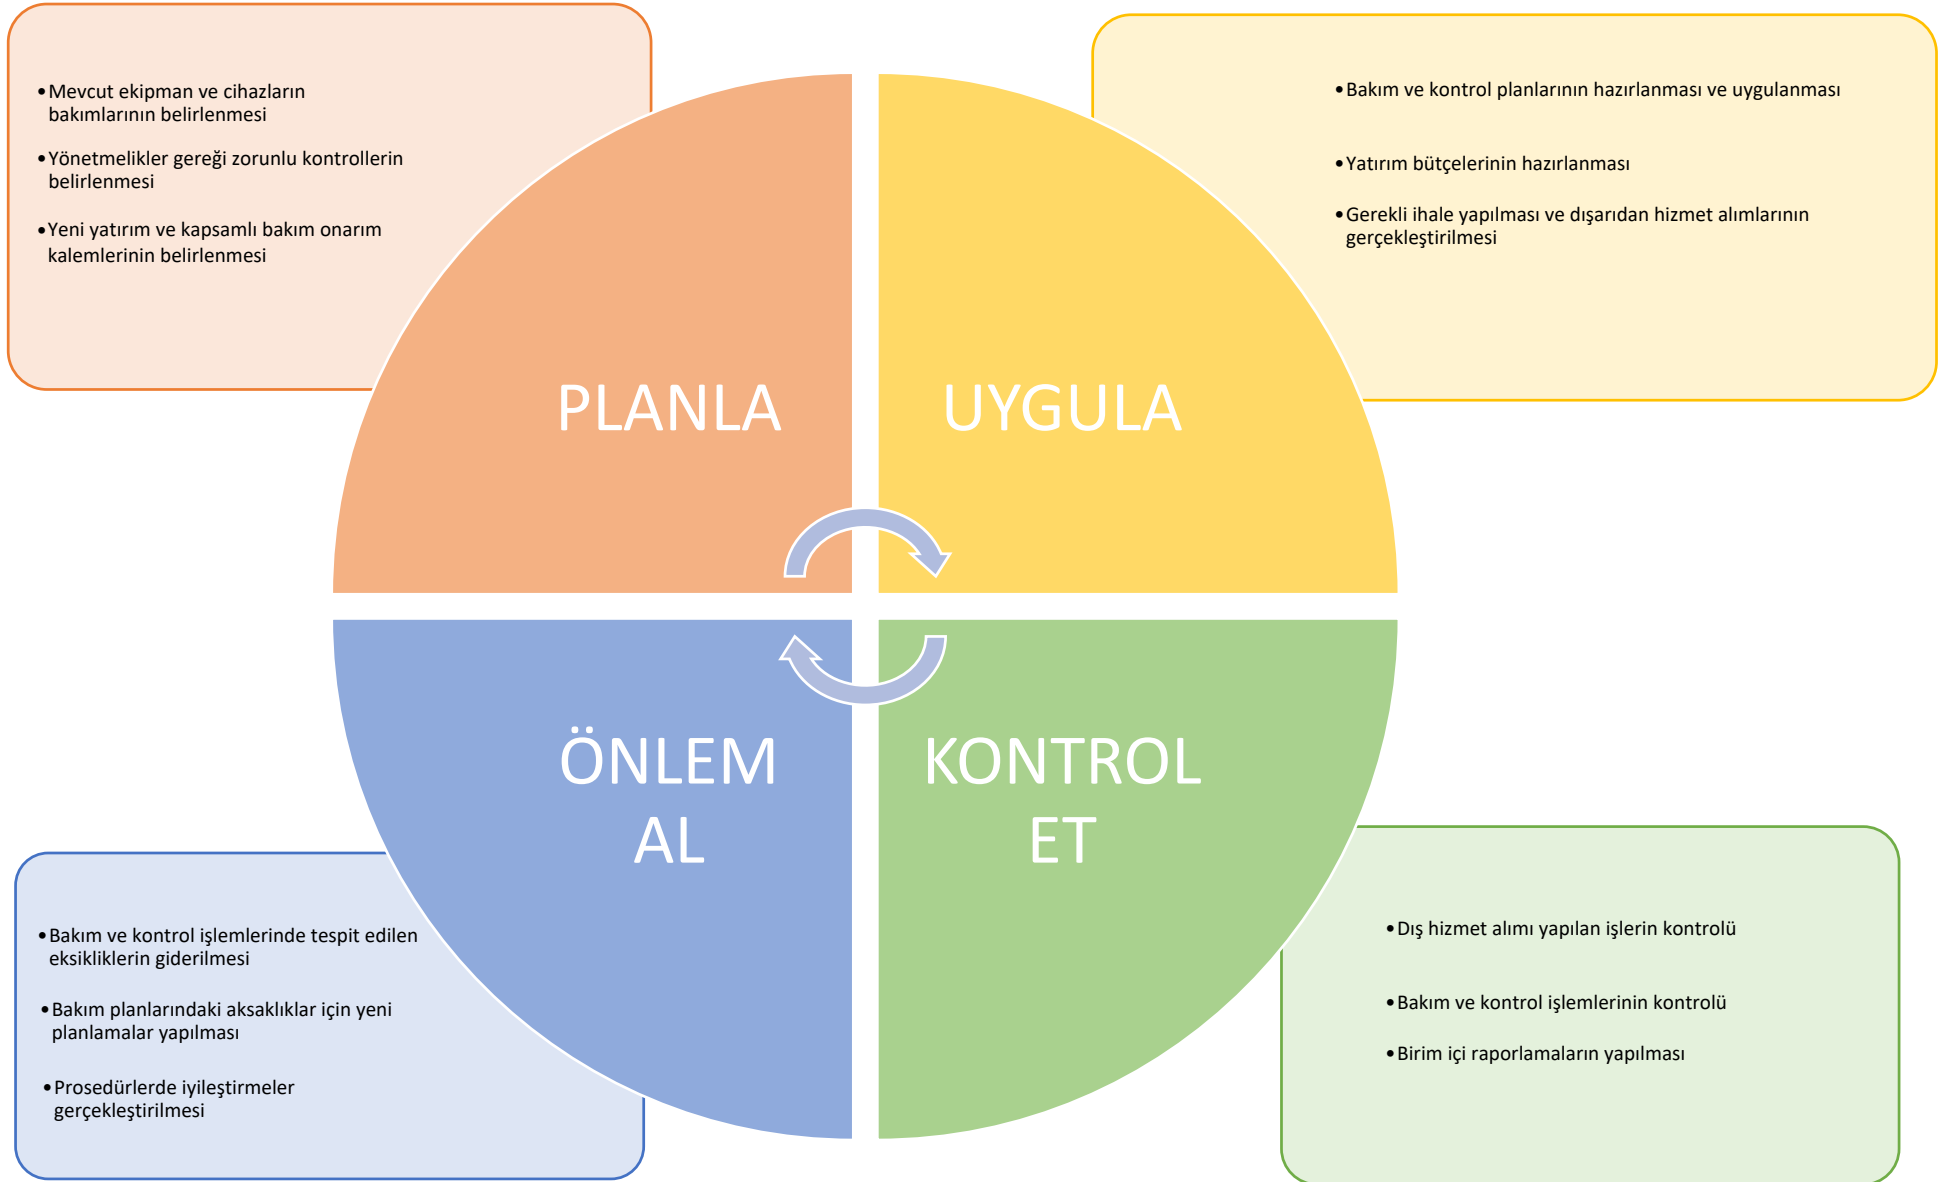 •Mevcut ekipman ve cihazların
bakımlarının belirlenmesi
•Yönetmelikler gereği zorunlu kontrollerin
belirlenmesi
•Yeni yatırım ve kapsamlı bakım onarım
kalemlerinin belirlenmesi
•Bakım ve kontrol planlarının hazırlanması ve uygulanması
•Yatırım bütçelerinin hazırlanması
•Gerekli ihale yapılması ve dışarıdan hizmet alımlarının
gerçekleştirilmesi
PLANLA
UYGULA
ÖNLEM
AL
KONTROL
ET
•Bakım ve kontrol işlemlerinde tespit edilen
eksikliklerin giderilmesi
•Bakım planlarındaki aksaklıklar için yeni
planlamalar yapılması
•Prosedürlerde iyileştirmeler
gerçekleştirilmesi
•Dış hizmet alımı yapılan işlerin kontrolü
•Bakım ve kontrol işlemlerinin kontrolü
•Birim içi raporlamaların yapılması